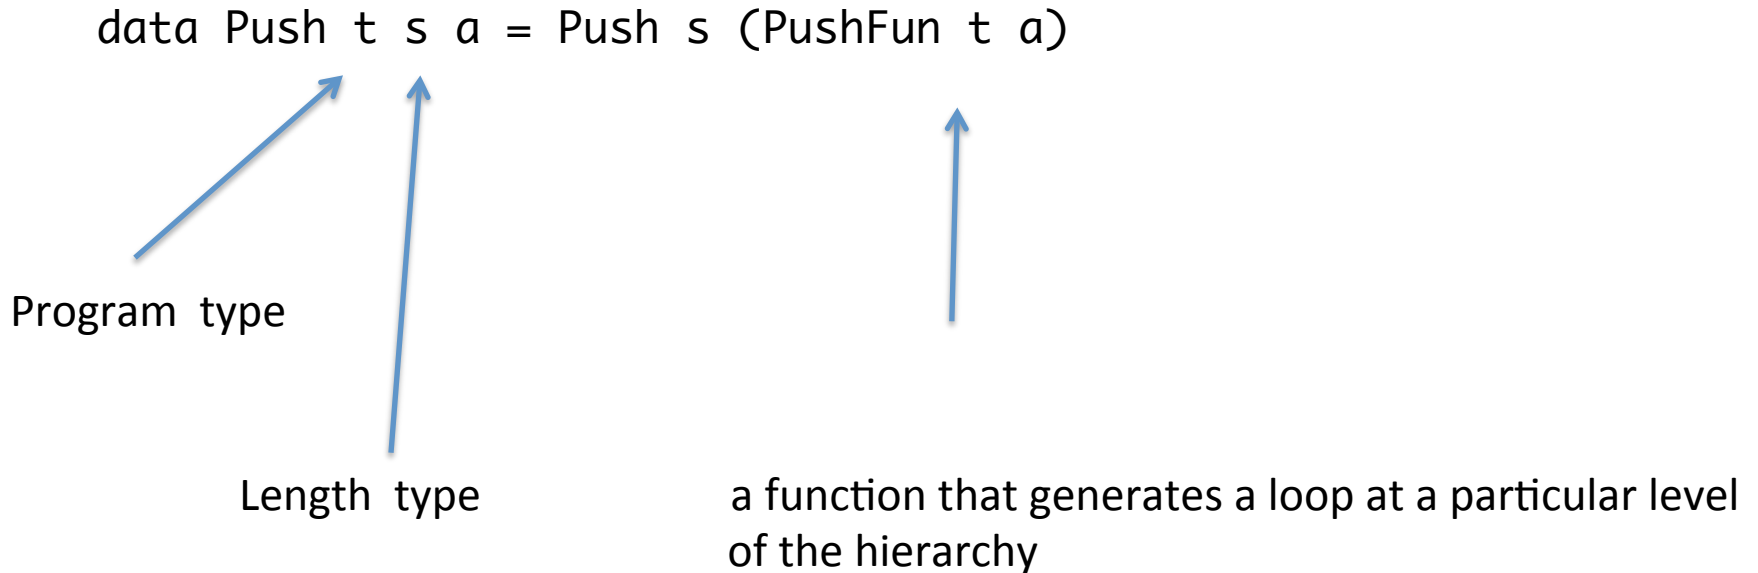 data Push t s a = Push s (PushFun t a)
Program type
Length type
a function that generates a loop at a particular level
of the hierarchy